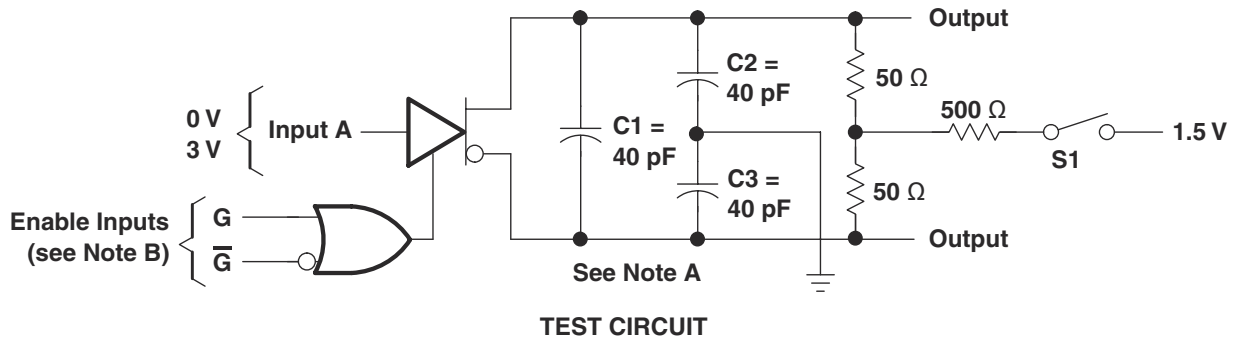 Output
C2 =
40 pF
50 Ω
0 V
3 V
Input A
C1 =
40 pF
500 Ω
S1
1.5 V
C3 =
40 pF
50 Ω
Enable Inputs
(see Note B)
G
G̅
Output
See Note A
TEST CIRCUIT